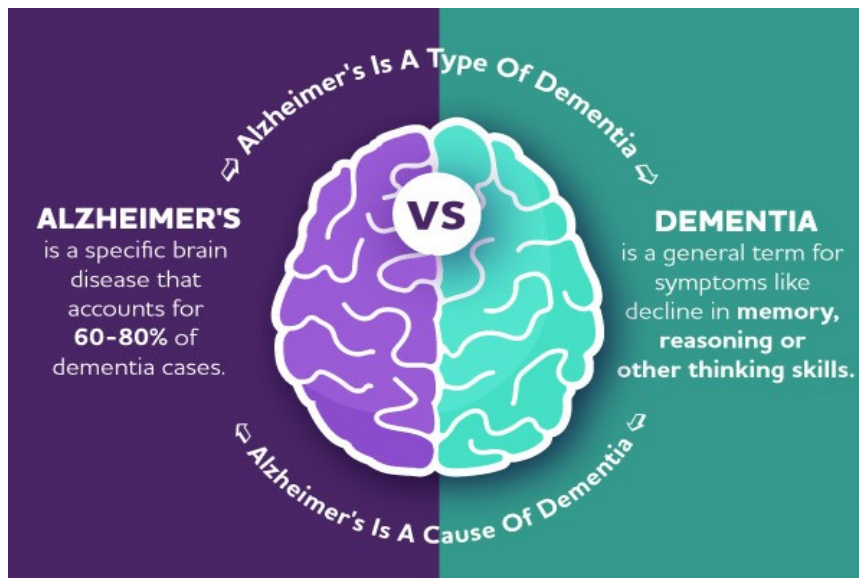 Alzheimer's Is A Type Of Dementia
ALZHEIMER'S
is a specific brain
disease that
accounts for
60-80% of
dementia cases.
VS
DEMENTIA
is a general term for
symptoms like
decline in memory,
reasoning or
other thinking skills.
Alzheimer's Is A Cause Of Dementia